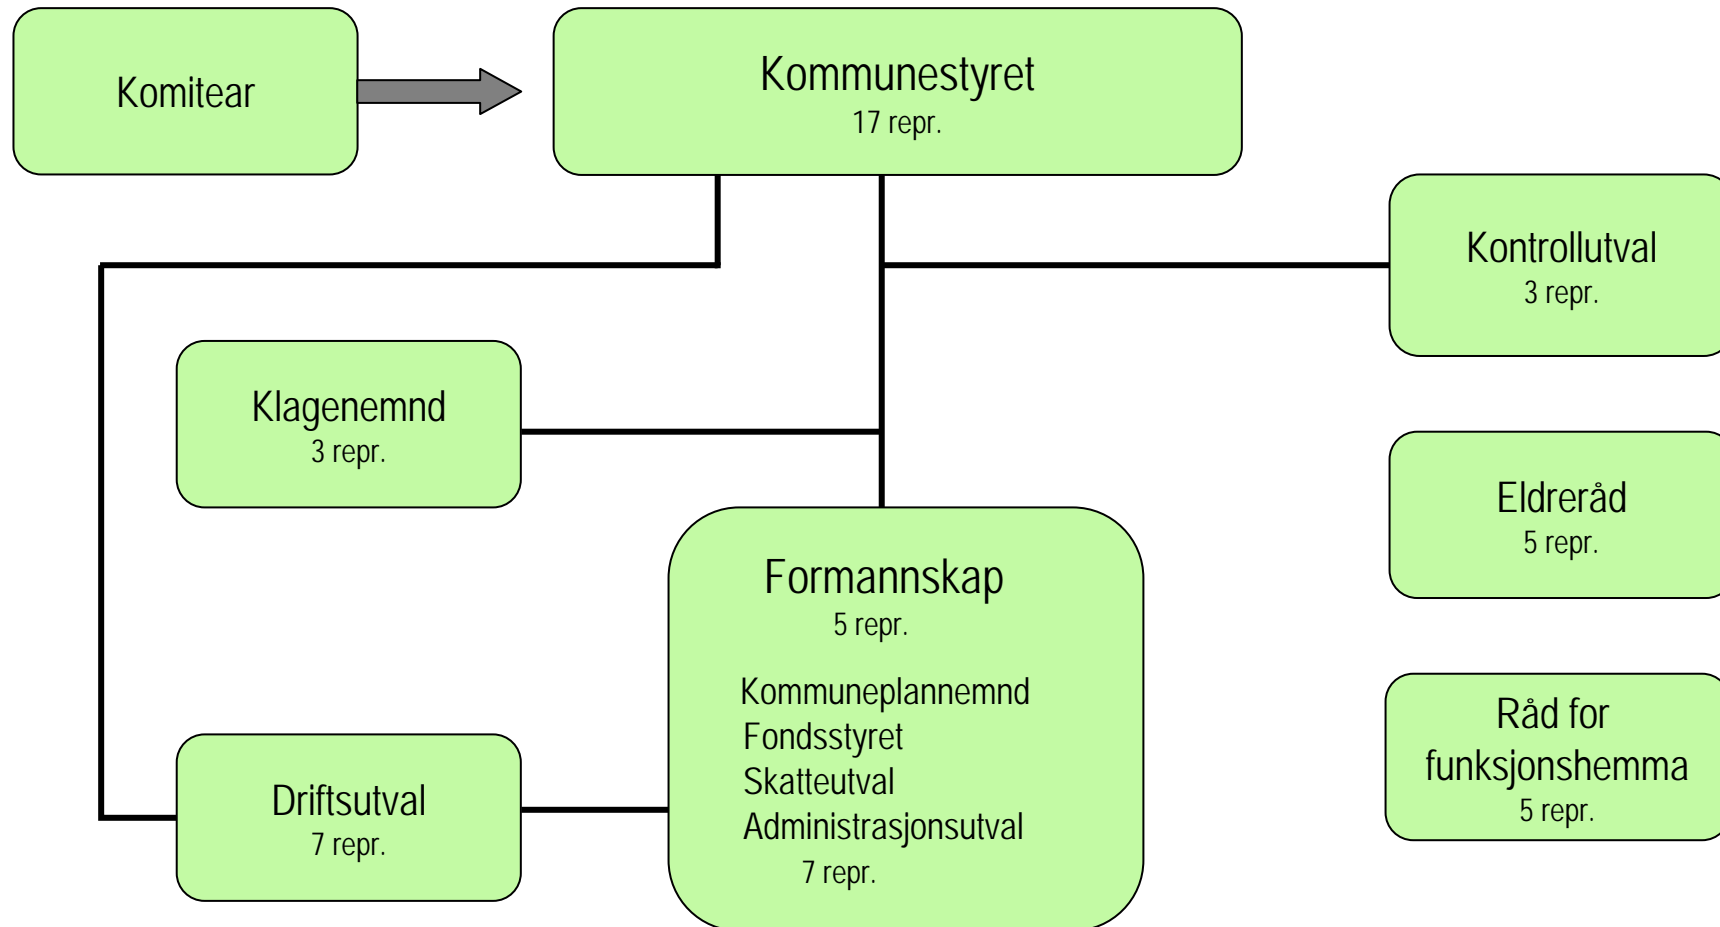 Komitear
Kommunestyret
17 repr.
Kontrollutval
3 repr.
Klagenemnd
3 repr.
Eldreråd
5 repr.
Formannskap
5 repr.
Kommuneplannemnd
Fondsstyret
Skatteutval
Administrasjonsutval
7 repr.
Driftsutval
7 repr.
Råd for
funksjonshemma
5 repr.